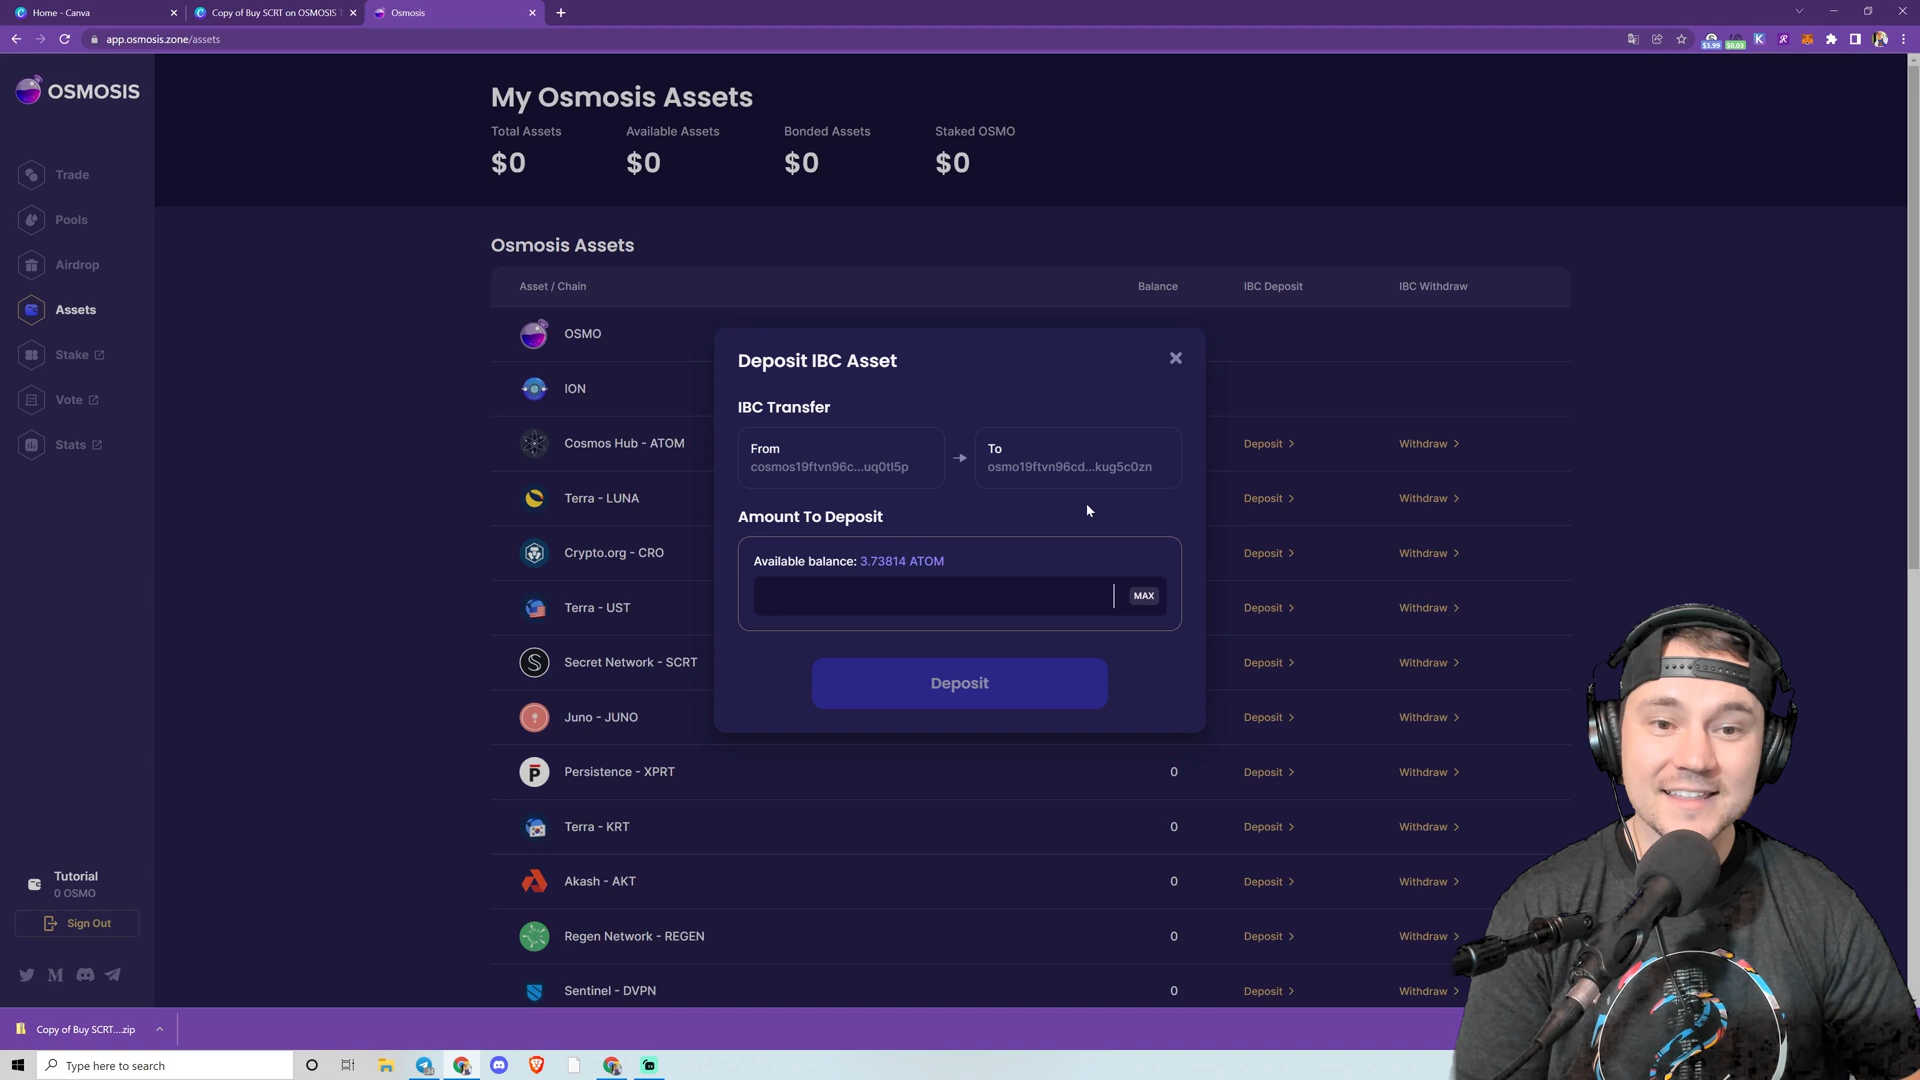 Home - Canva
Copy of Buy SCRT on OSMOSIS T
Osmosis
app.osmosis.zone/assets
$3.99
$0.03
OSMOSIS
Trade
Pools
Airdrop
Assets
Stake
Vote
Stats
Tutorial
0 OSMO
Sign Out
My Osmosis Assets
Total Assets Available Assets Bonded Assets Staked OSMO
$0 $0 $0 $0
Osmosis Assets
Asset / Chain Balance IBC Deposit IBC Withdraw
OSMO
ION
Cosmos Hub - ATOM Deposit Withdraw
Terra - LUNA Deposit Withdraw
Crypto.org - CRO Deposit Withdraw
Terra - UST Deposit Withdraw
Secret Network - SCRT Deposit Withdraw
Juno - JUNO Deposit Withdraw
Persistence - XPRT 0 Deposit Withdraw
Terra - KRT 0 Deposit Withdraw
Akash - AKT 0 Deposit Withdraw
Regen Network - REGEN 0 Deposit Withdraw
Sentinel - DVPN 0 Deposit Withdraw
Deposit IBC Asset
IBC Transfer
From To
cosmos19ftvn96c...uq0tl5p osmo19ftvn96cd...kug5c0zn
Amount To Deposit
Available balance: 3.73814 ATOM
MAX
Deposit
Copy of Buy SCRT....zip
Type here to search